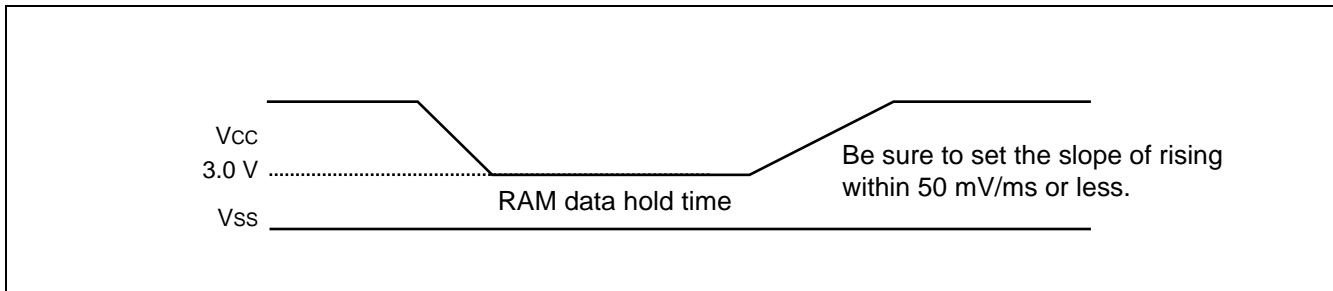 Vcc
3.0 V
RAM data hold time
Vss
Be sure to set the slope of rising
within 50 mV/ms or less.